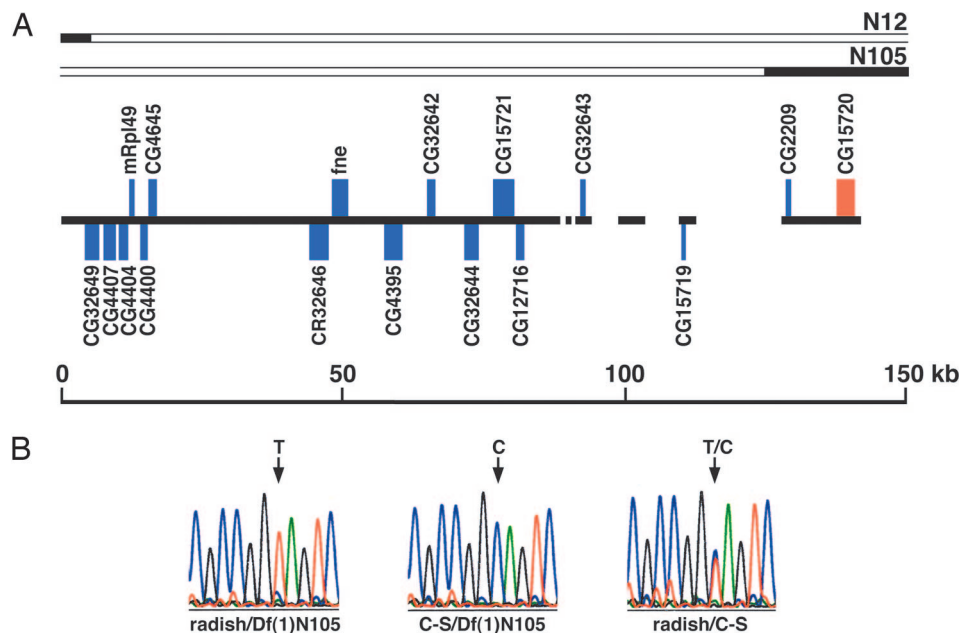 A
N12
N105
mRpl49
CG4645
fne
CG32642
CG15721
CG32643
CG2209
CG15720
CG32649
CG4407
CG4404
CG4400
CR32646
CG4395
CG32644
CG12716
CG15719
0 50 100 150 kb
B
T C T/C
radish/Df(1)N105 C-S/Df(1)N105 radish/C-S